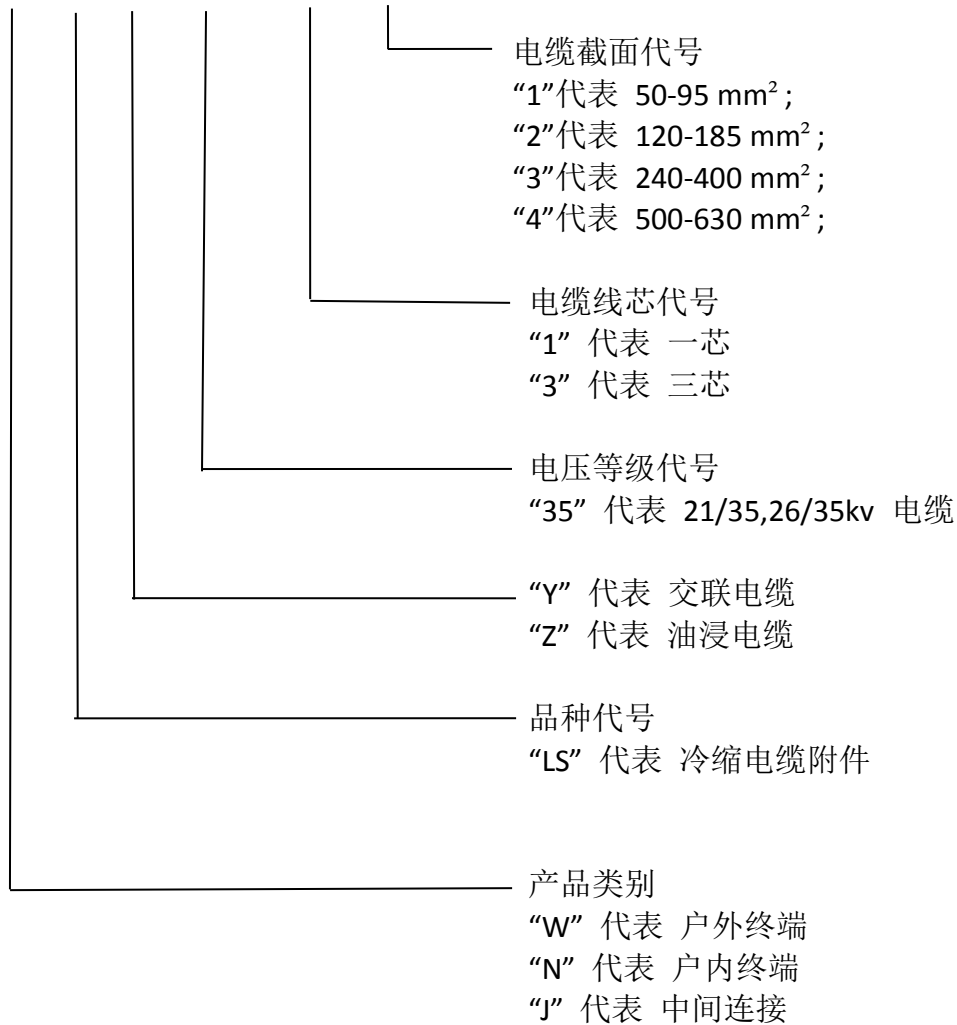 电缆截面代号
“1”代表 50-95 mm²;
“2”代表 120-185 mm²;
“3”代表 240-400 mm²;
“4”代表 500-630 mm²;
电缆线芯代号
“1” 代表 一芯
“3” 代表 三芯
电压等级代号
“35” 代表 21/35,26/35kv 电缆
“Y” 代表 交联电缆
“Z” 代表 油浸电缆
品种代号
“LS” 代表 冷缩电缆附件
产品类别
“W” 代表 户外终端
“N” 代表 户内终端
“J” 代表 中间连接